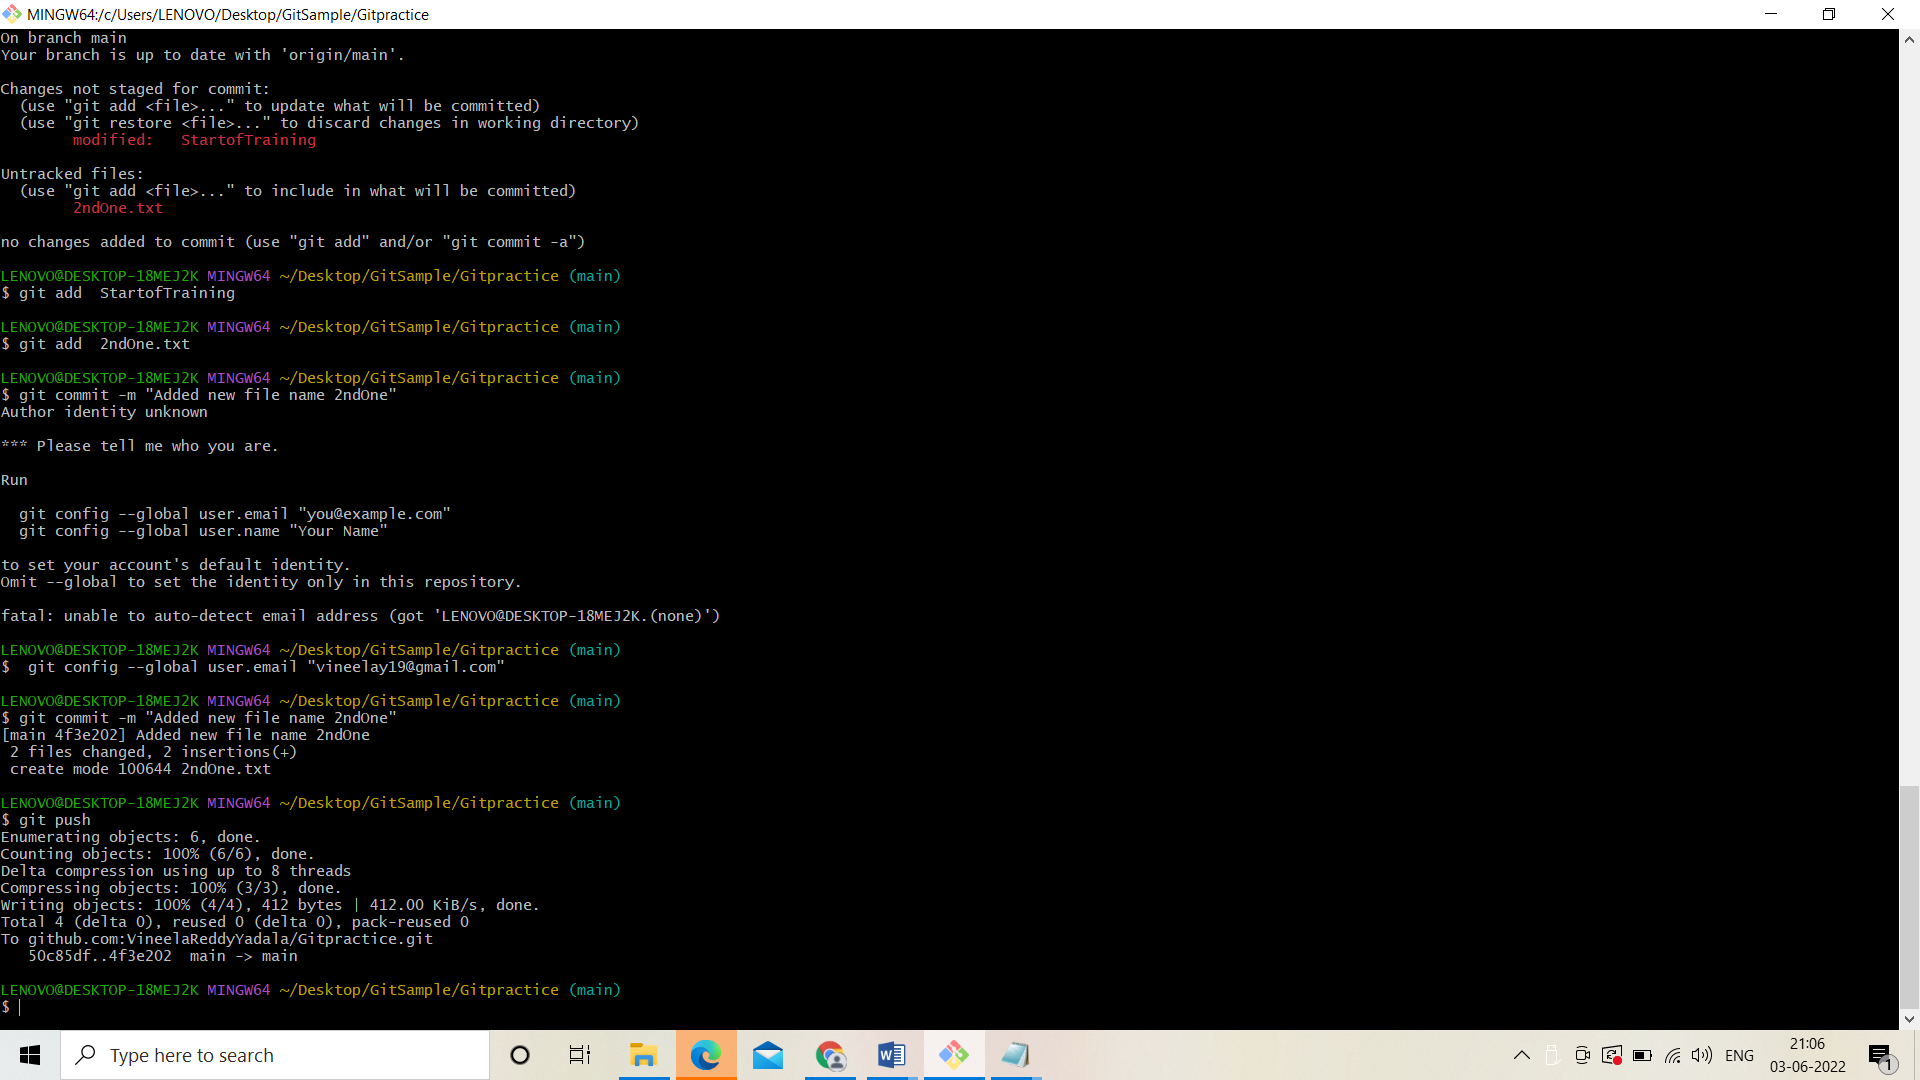 MINGW64:/c/Users/LENOVO/Desktop/GitSample/Gitpractice
On branch main
Your branch is up to date with 'origin/main'.
Changes not staged for commit:
  (use "git add <file>..." to update what will be committed)
  (use "git restore <file>..." to discard changes in working directory)
        modified:   StartofTraining
Untracked files:
  (use "git add <file>..." to include in what will be committed)
        2ndOne.txt
no changes added to commit (use "git add" and/or "git commit -a")
LENOVO@DESKTOP-18MEJ2K MINGW64 ~/Desktop/GitSample/Gitpractice (main)
$ git add  StartofTraining
LENOVO@DESKTOP-18MEJ2K MINGW64 ~/Desktop/GitSample/Gitpractice (main)
$ git add  2ndOne.txt
LENOVO@DESKTOP-18MEJ2K MINGW64 ~/Desktop/GitSample/Gitpractice (main)
$ git commit -m "Added new file name 2ndOne"
Author identity unknown
*** Please tell me who you are.
Run
  git config --global user.email "you@example.com"
  git config --global user.name "Your Name"
to set your account's default identity.
Omit --global to set the identity only in this repository.
fatal: unable to auto-detect email address (got 'LENOVO@DESKTOP-18MEJ2K.(none)')
LENOVO@DESKTOP-18MEJ2K MINGW64 ~/Desktop/GitSample/Gitpractice (main)
$  git config --global user.email "vineelay19@gmail.com"
LENOVO@DESKTOP-18MEJ2K MINGW64 ~/Desktop/GitSample/Gitpractice (main)
$ git commit -m "Added new file name 2ndOne"
[main 4f3e202] Added new file name 2ndOne
 2 files changed, 2 insertions(+)
 create mode 100644 2ndOne.txt
LENOVO@DESKTOP-18MEJ2K MINGW64 ~/Desktop/GitSample/Gitpractice (main)
$ git push
Enumerating objects: 6, done.
Counting objects: 100% (6/6), done.
Delta compression using up to 8 threads
Compressing objects: 100% (3/3), done.
Writing objects: 100% (4/4), 412 bytes | 412.00 KiB/s, done.
Total 4 (delta 0), reused 0 (delta 0), pack-reused 0
To github.com:VineelaReddyYadala/Gitpractice.git
   50c85df..4f3e202  main -> main
LENOVO@DESKTOP-18MEJ2K MINGW64 ~/Desktop/GitSample/Gitpractice (main)
$
Type here to search
ENG
21:06
03-06-2022
1